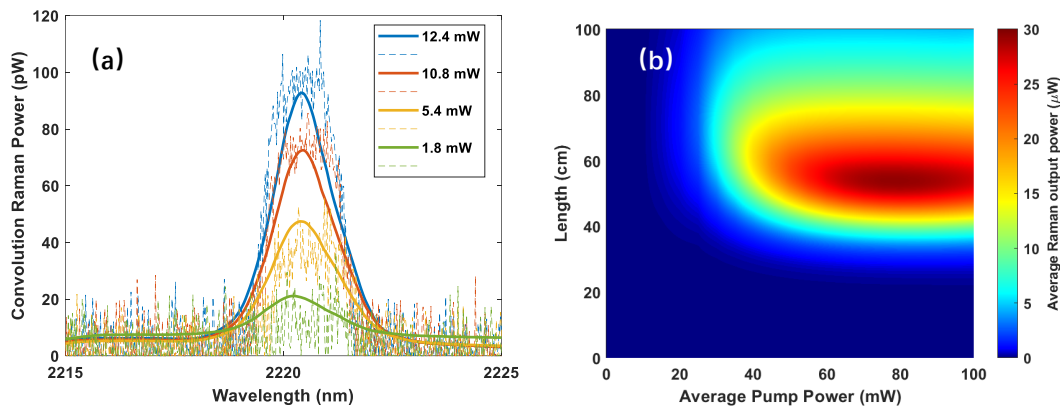 (a)
12.4 mW
10.8 mW
5.4 mW
1.8 mW
120
100
80
60
40
20
0
Convolution Raman Power (pW)
2215
2220
2225
Wavelength (nm)
(b)
100
80
60
40
20
0
Length (cm)
0
20
40
60
80
100
Average Pump Power (mW)
30
25
20
15
10
5
0
Average Raman output power (μW)